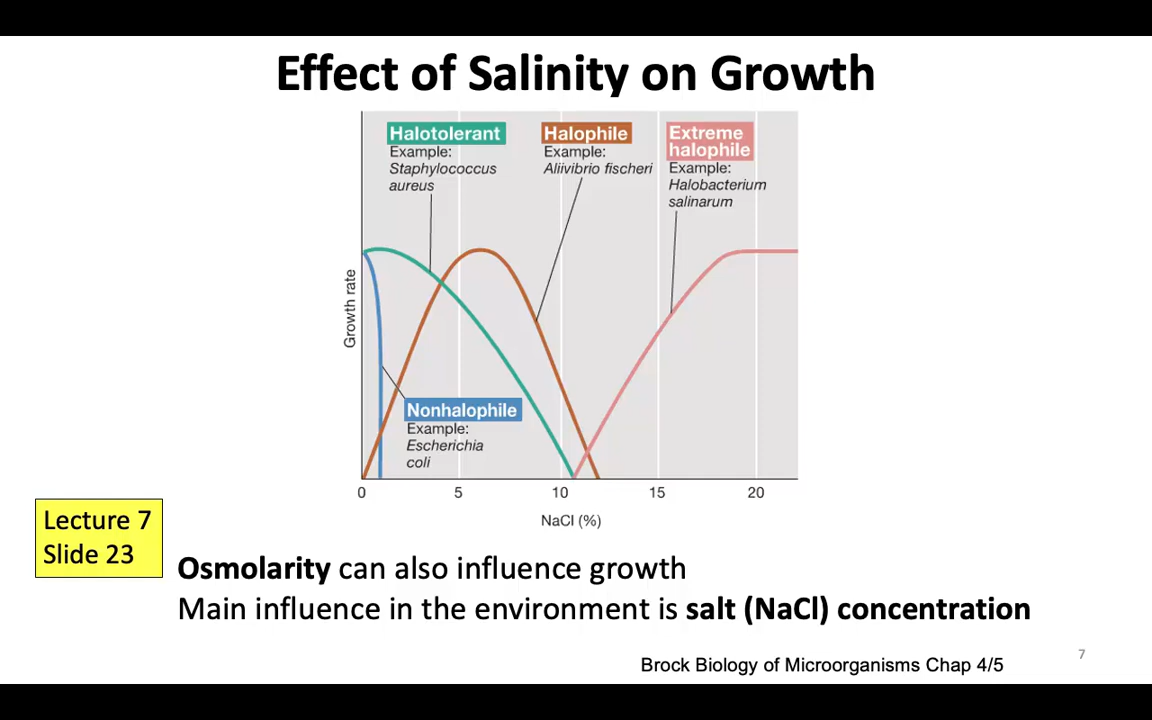 Effect of Salinity on Growth
Halotolerant
Example:
Staphylococcus
aureus
Halophile
Example:
Aliivibrio fischeri
Extreme
halophile
Example:
Halobacterium
salinarum
Growth rate
Nonhalophile
Example:
Escherichia
coli
0 5 10 15 20
NaCl (%)
Lecture 7
Slide 23
Osmolarity can also influence growth
Main influence in the environment is salt (NaCl) concentration
Brock Biology of Microorganisms Chap 4/5
7